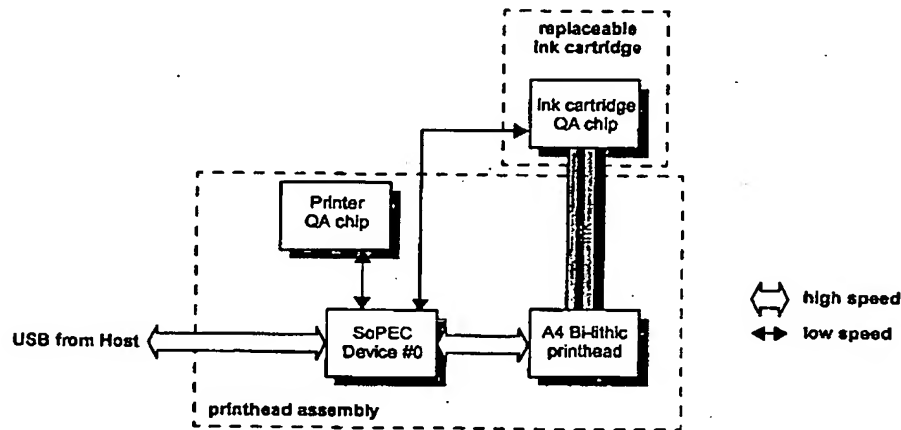 replaceable
ink cartridge
ink cartridge
QA chip
Printer
QA chip
USB from Host
SoPEC
Device #0
A4 Bi-lithic
printhead
high speed
low speed
printhead assembly